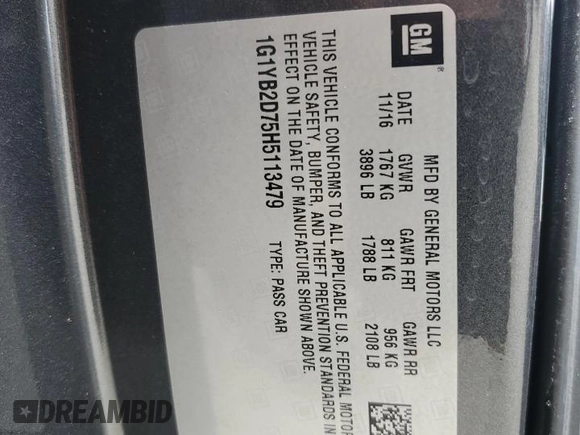 GM
®
MFD BY GENERAL MOTORS LLC
DATE GVWR GAWR FRT GAWR RR
11/16 1767 KG 811 KG 956 KG
3896 LB 1788 LB 2108 LB
THIS VEHICLE CONFORMS TO ALL APPLICABLE U.S. FEDERAL MOTOR
VEHICLE SAFETY, BUMPER, AND THEFT PREVENTION STANDARDS IN
EFFECT ON THE DATE OF MANUFACTURE SHOWN ABOVE.
1G1YB2D75H5113479 TYPE: PASS CAR
DREAMBID